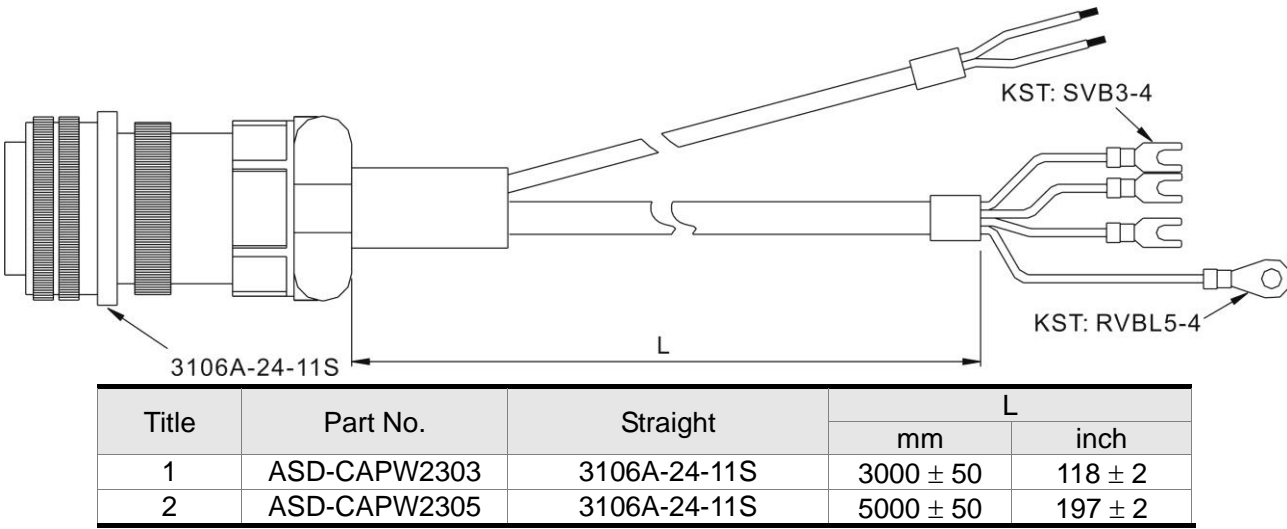 KST: SVB3-4
KST: RVBL5-4
L
3106A-24-11S
Title Part No. Straight L
mm inch
1 ASD-CAPW2303 3106A-24-11S 3000 ± 50 118 ± 2
2 ASD-CAPW2305 3106A-24-11S 5000 ± 50 197 ± 2